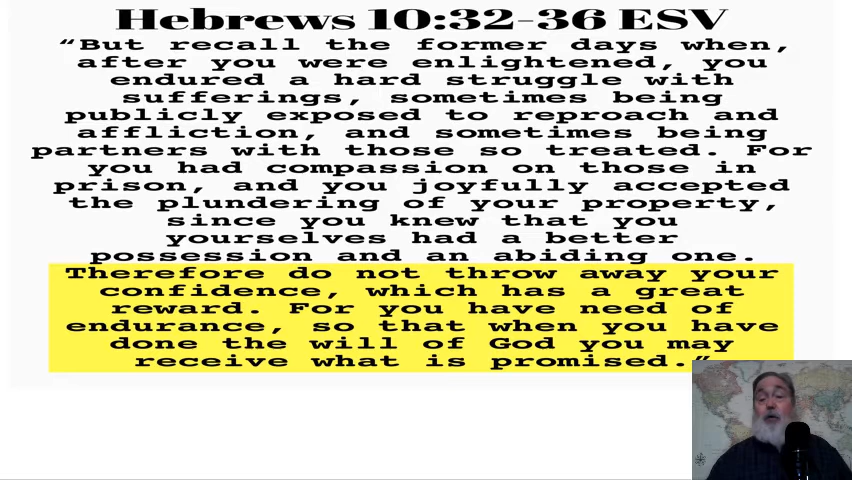 Hebrews 10:32-36 ESV
“But recall the former days when,
after you were enlightened, you
endured a hard struggle with
sufferings, sometimes being
publicly exposed to reproach and
affliction, and sometimes being
partners with those so treated. For
you had compassion on those in
prison, and you joyfully accepted
the plundering of your property,
since you knew that you
yourselves had a better
possession and an abiding one.
Therefore do not throw away your
confidence, which has a great
reward. For you have need of
endurance, so that when you have
done the will of God you may
receive what is promised.”